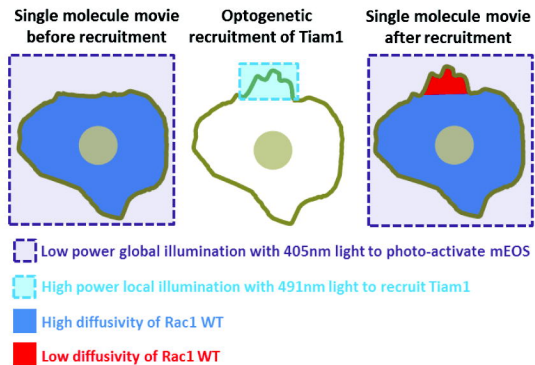 Single molecule movie
before recruitment
Optogenetic
recruitment of Tiam1
Single molecule movie
after recruitment
Low power global illumination with 405nm light to photo-activate mEOS
High power local illumination with 491nm light to recruit Tiam1
High diffusivity of Rac1 WT
Low diffusivity of Rac1 WT